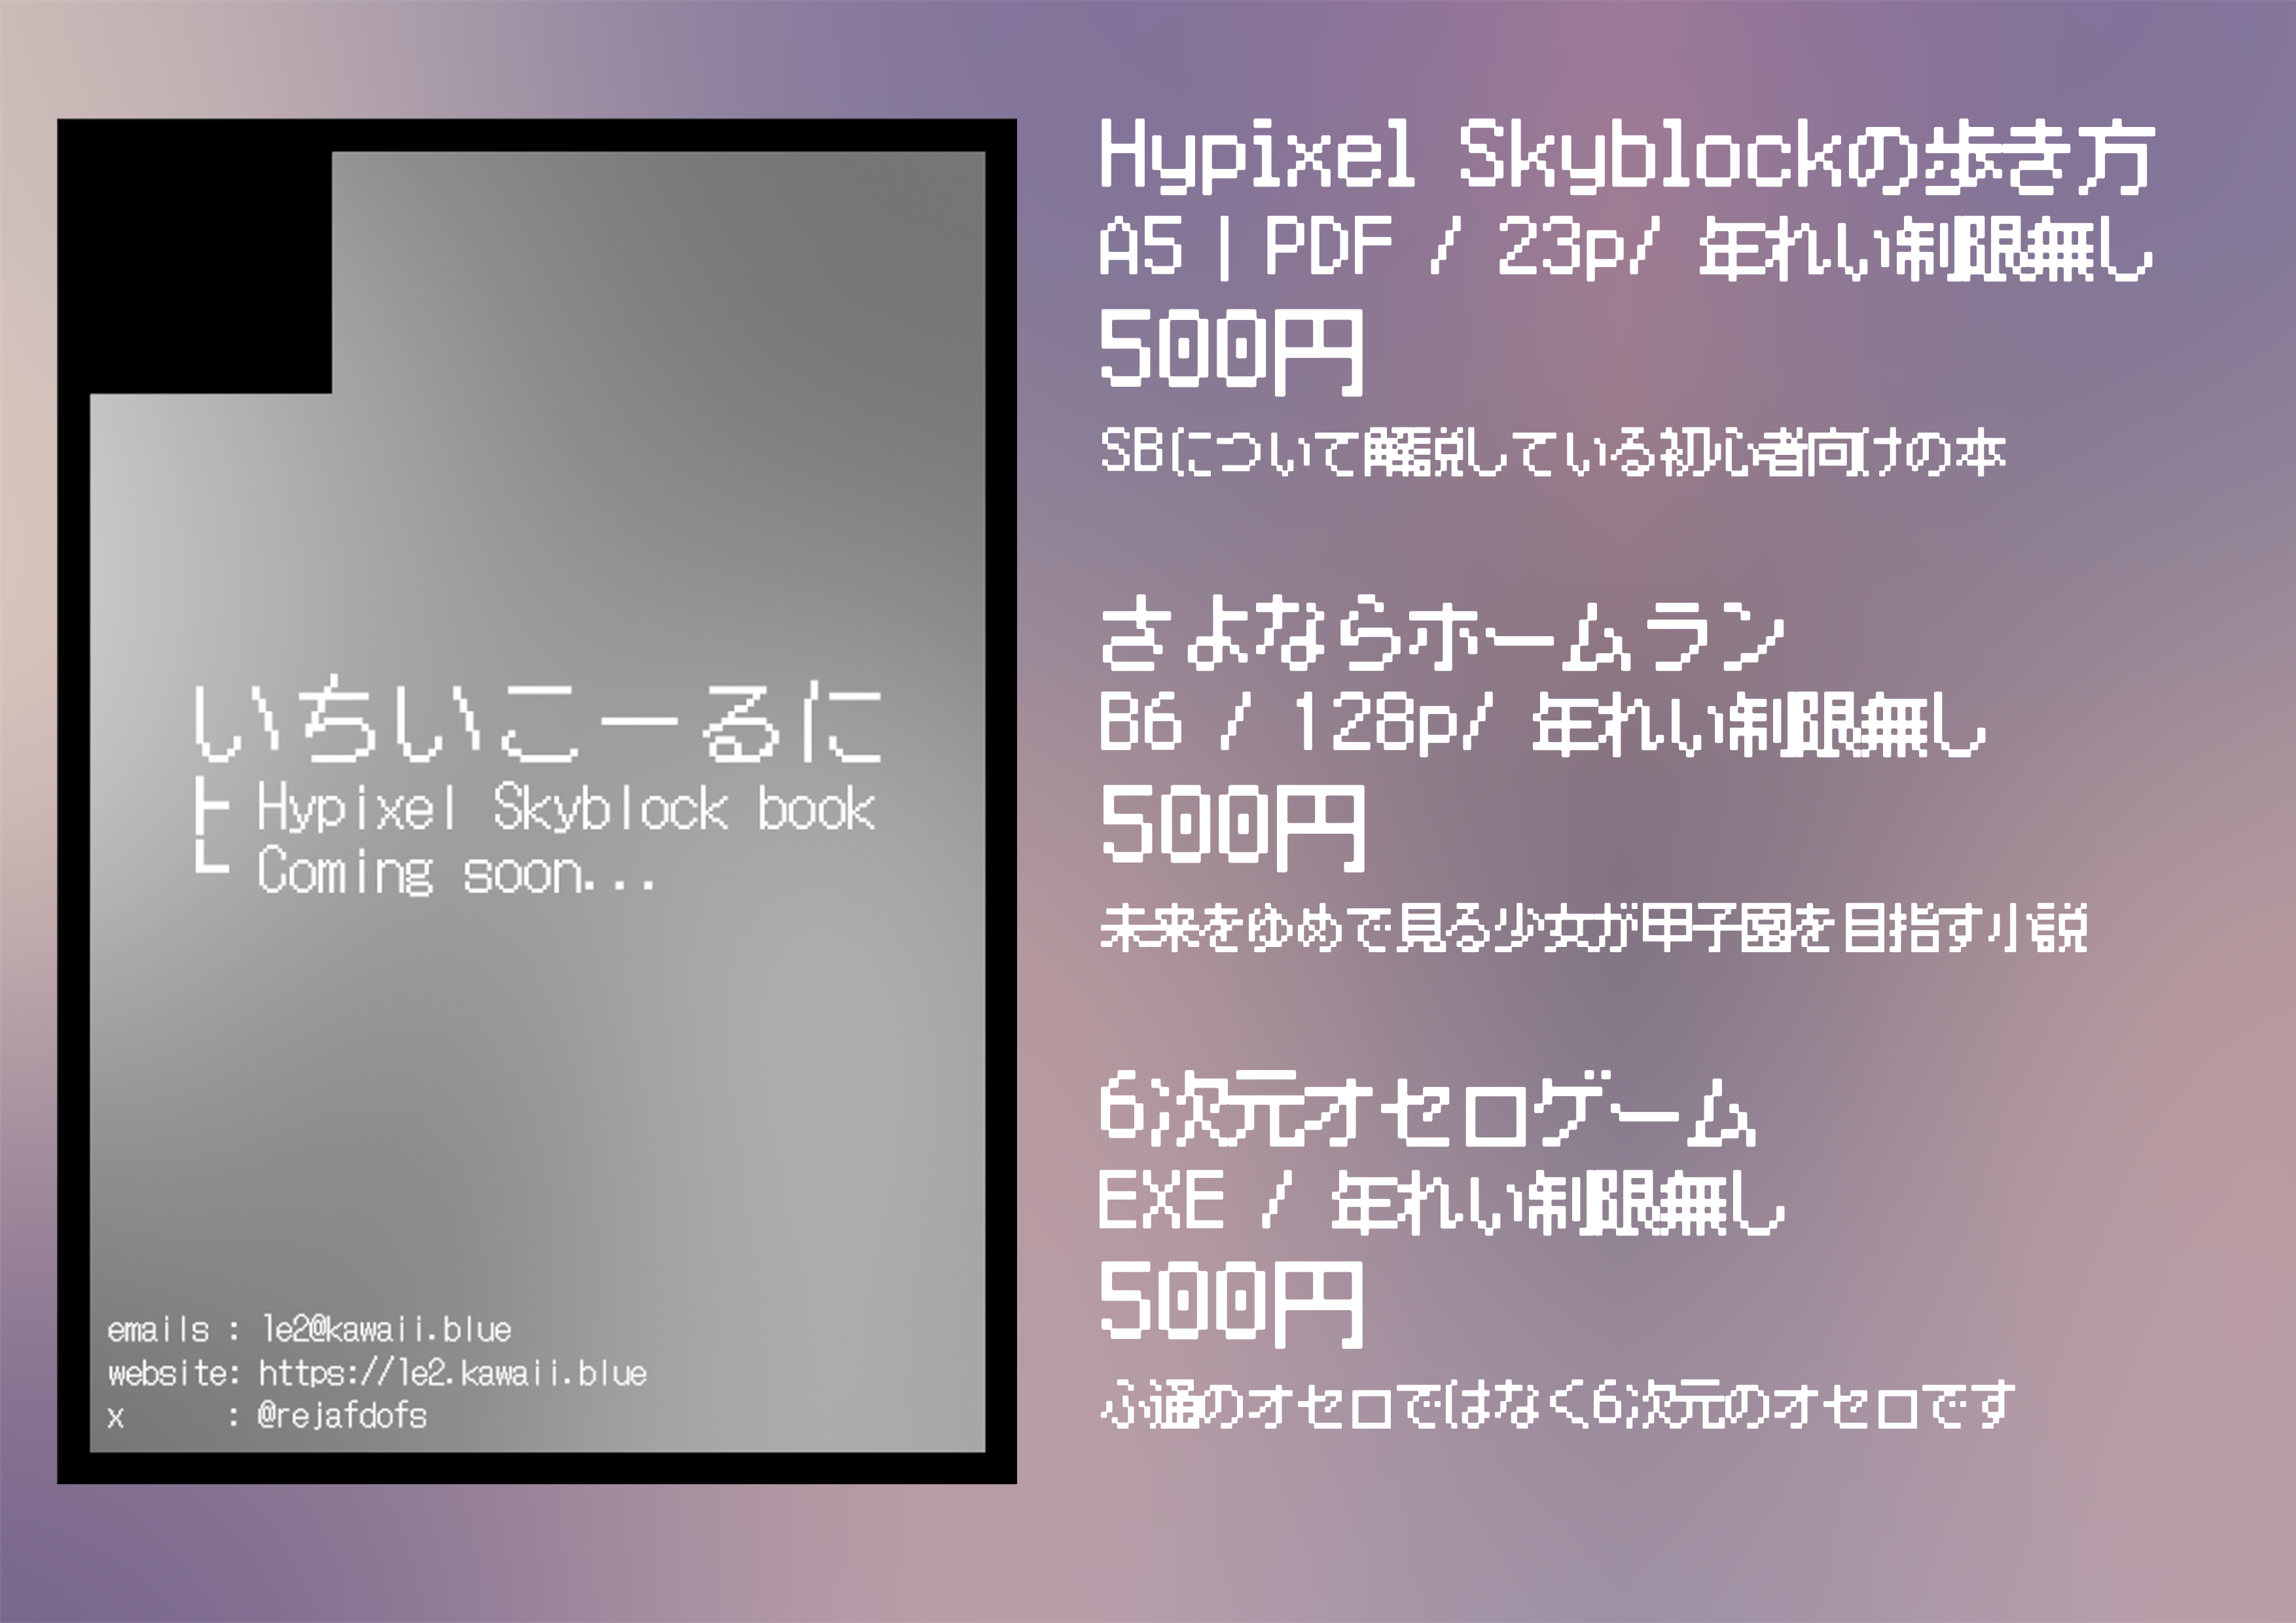 いちいこーるに
├ Hypixel Skyblock book
└ Coming soon...
emails : le2@kawaii.blue
website: https://le2.kawaii.blue
x : @rejafdofs
Hypixel Skyblockの歩き方
A5 | PDF / 23p/ 年れい制限無し
500円
SBについて解説している初心者向けの本
さよならホームラン
B6 / 128p/ 年れい制限無し
500円
未来をゆめで見る少女が甲子園を目指す小説
6次元オセロゲーム
EXE / 年れい制限無し
500円
ふ通のオセロではなく6次元のオセロです